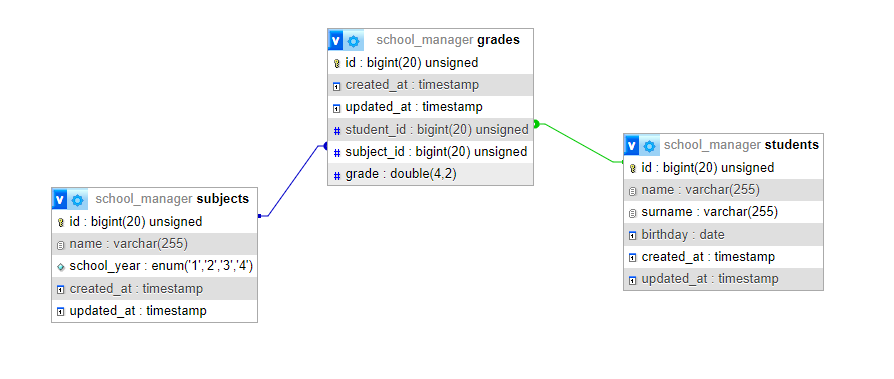 school_manager grades
id : bigint(20) unsigned
created_at : timestamp
updated_at : timestamp
student_id : bigint(20) unsigned
subject_id : bigint(20) unsigned
grade : double(4,2)
school_manager students
id : bigint(20) unsigned
name : varchar(255)
surname : varchar(255)
birthday : date
created_at : timestamp
updated_at : timestamp
school_manager subjects
id : bigint(20) unsigned
name : varchar(255)
school_year : enum('1','2','3','4')
created_at : timestamp
updated_at : timestamp